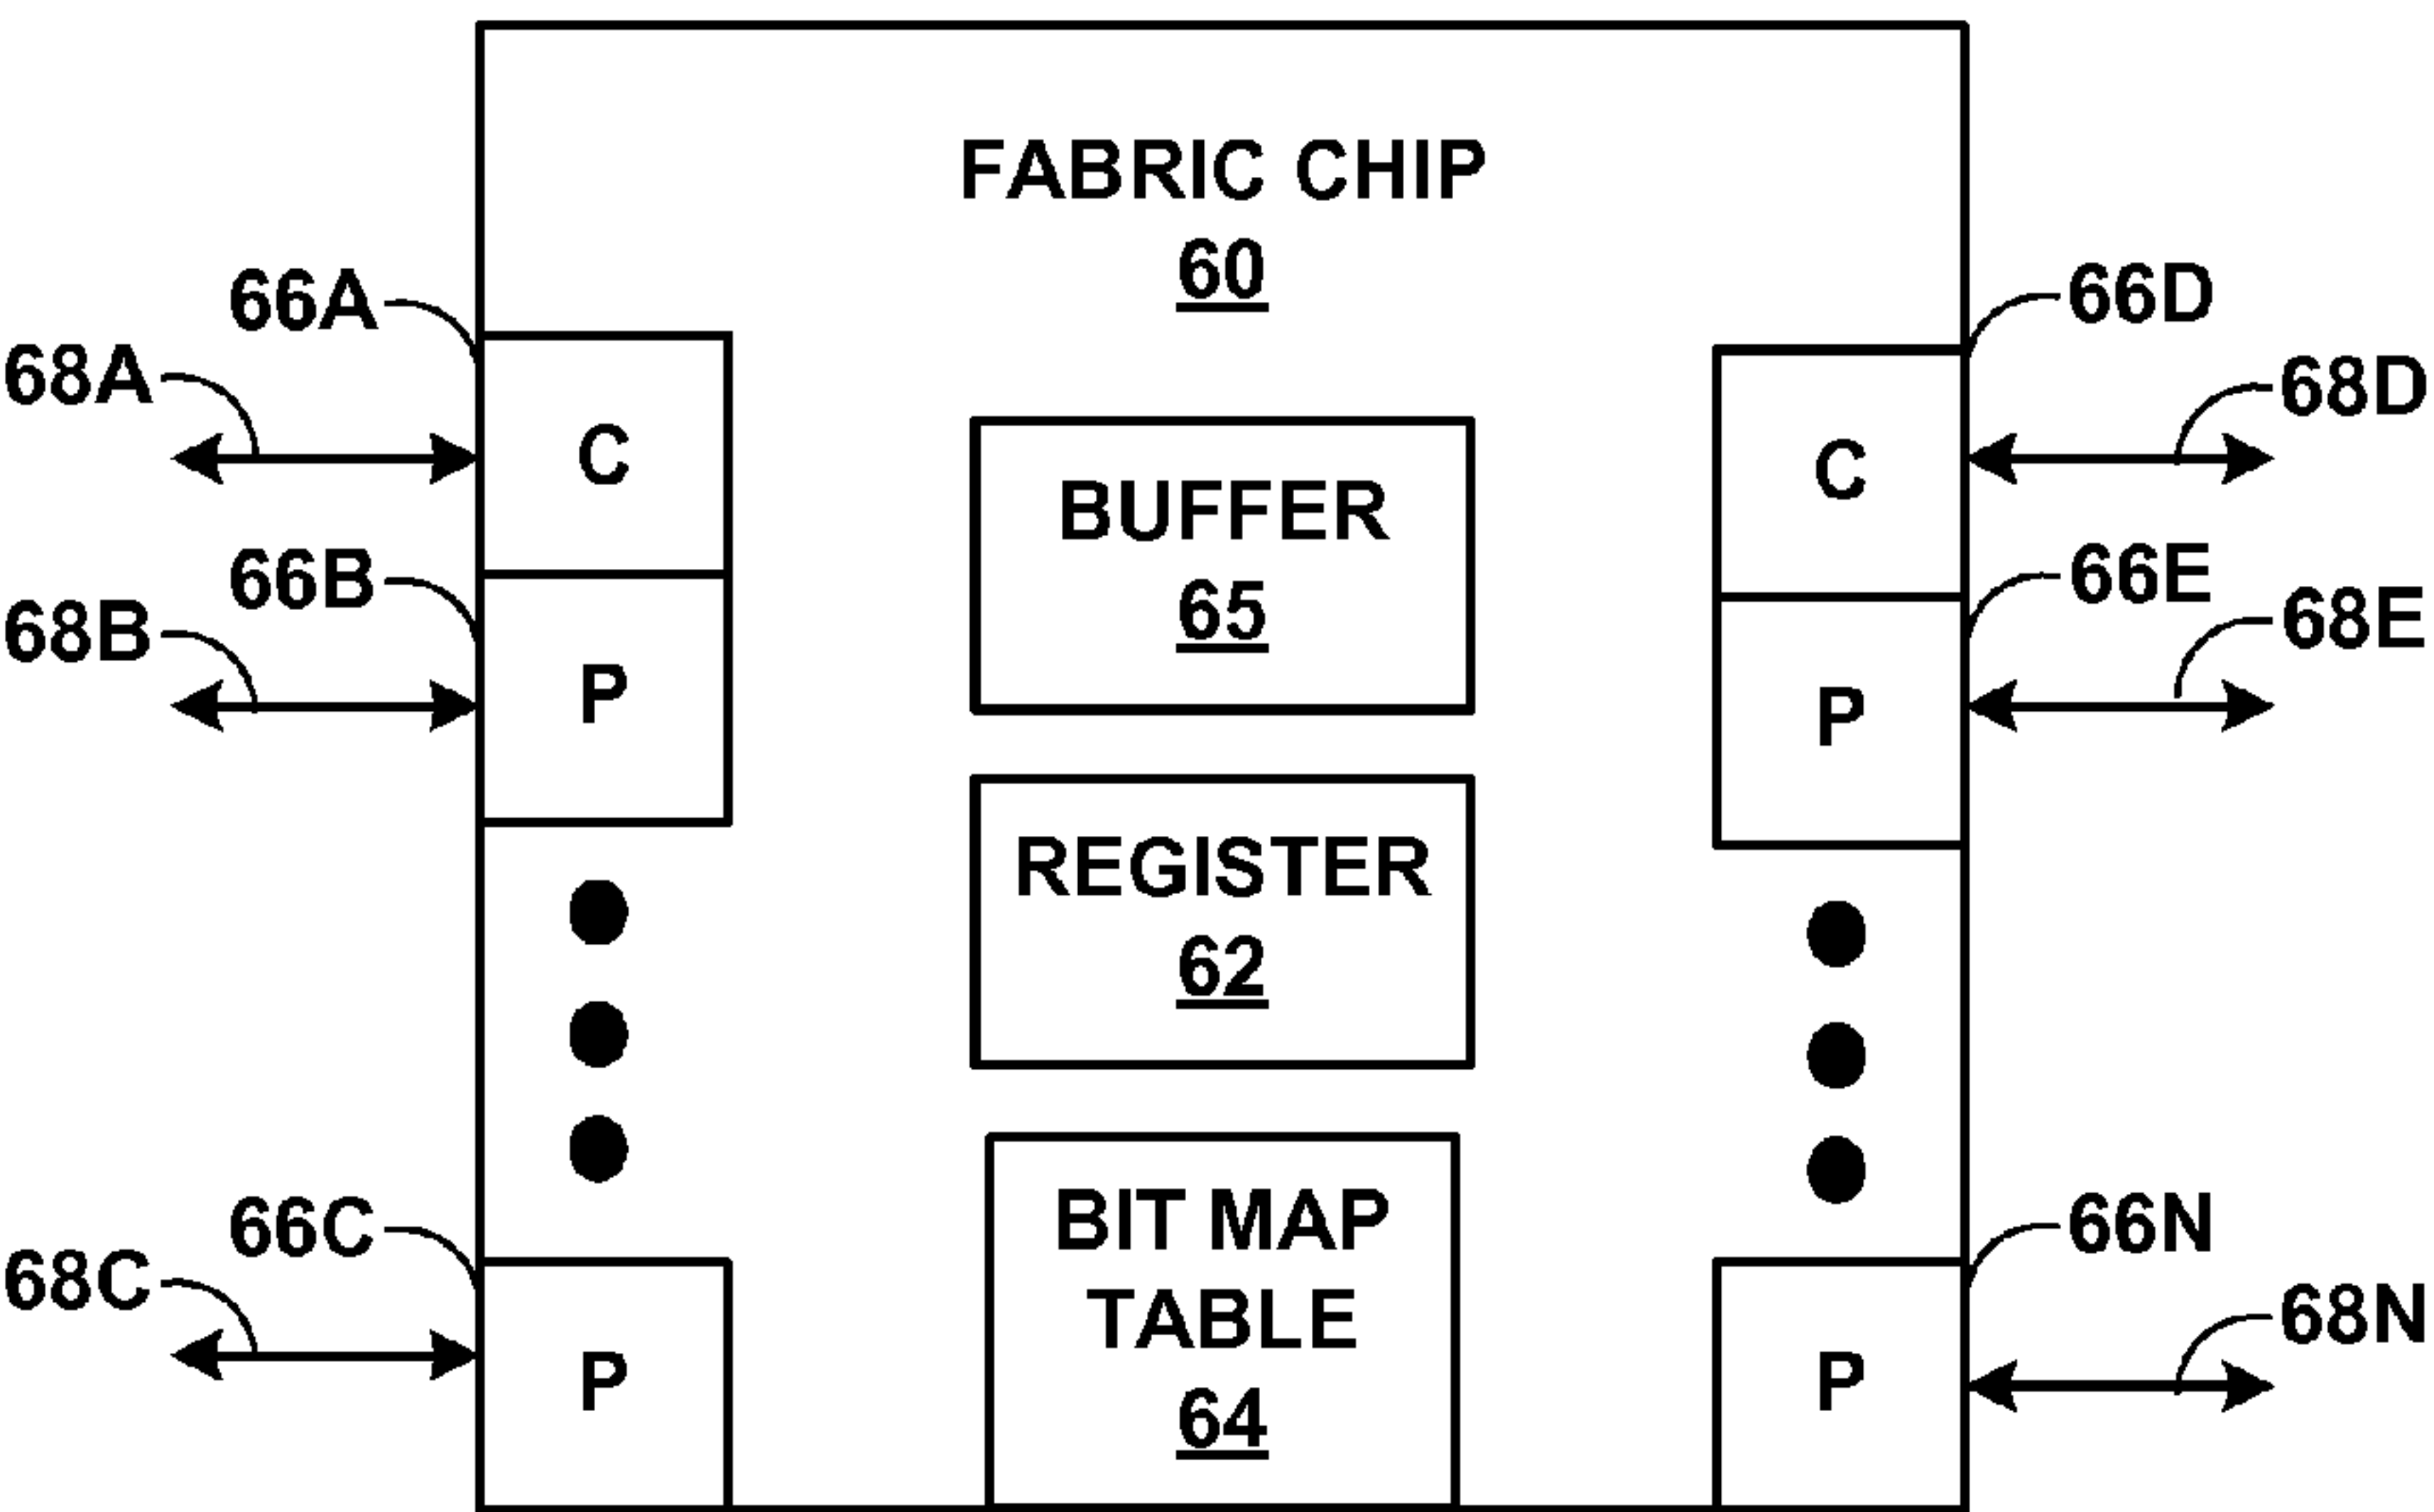 FABRIC CHIP
60
66A
68A
C
66B
68B
P
66C
68C
P
BUFFER
65
REGISTER
62
BIT MAP
TABLE
64
66D
68D
C
66E
68E
P
66N
68N
P